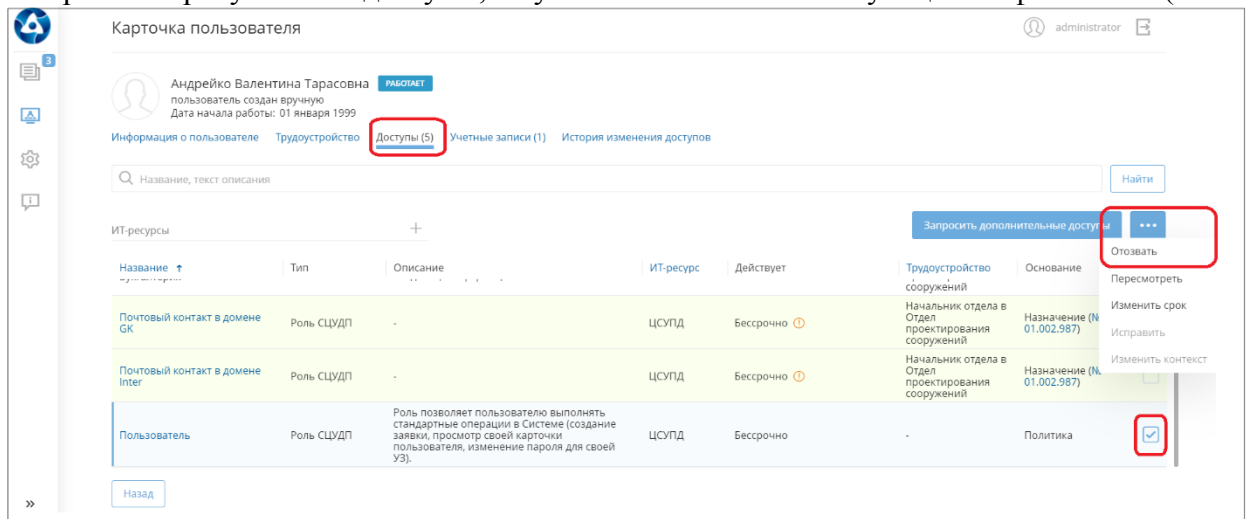 Карточка пользователя
administrator
3
Андрейко Валентина Тарасовна РАБОТАЕТ
пользователь создан вручную
Дата начала работы: 01 января 1999
Информация о пользователе Трудоустройство Доступы (5) Учетные записи (1) История изменения доступов
Название, текст описания Найти
ИТ-ресурсы + Запросить дополнительные доступы ...
Отозвать
Пересмотреть
Изменить срок
Исправить
Изменить контекст
Название ↑ Тип Описание ИТ-ресурс Действует Трудоустройство Основание
сооружений
Почтовый контакт в домене
GK
Роль СЦУДП - ЦСУПД Бессрочно
Начальник отдела в
Отдел
проектирования
сооружений
Назначение (
01.002.987)
Почтовый контакт в домене
Inter
Роль СЦУДП - ЦСУПД Бессрочно
Начальник отдела в
Отдел
проектирования
сооружений
Назначение (
01.002.987)
Пользователь Роль СЦУДП
Роль позволяет пользователю выполнять
стандартные операции в Системе (создание
заявки, просмотр своей карточки
пользователя, изменение пароля для своей
УЗ).
ЦСУПД Бессрочно - Политика
Назад
»